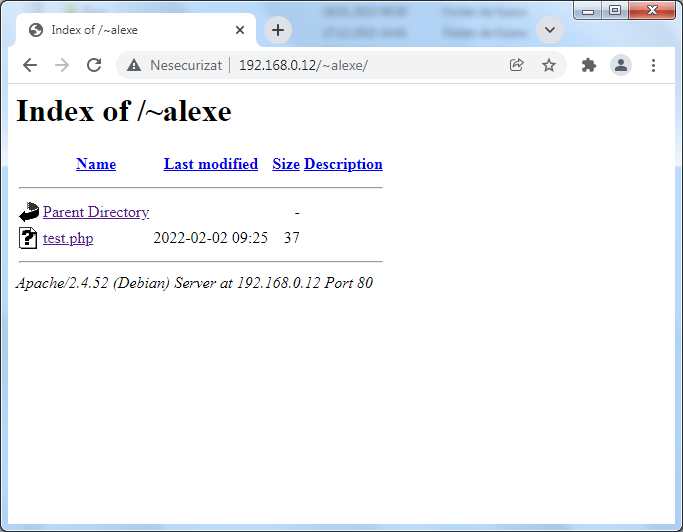 Index of /~alexe
Nesecurizat 192.168.0.12/~alexe/
Index of /~alexe
Name Last modified Size Description
Parent Directory -
test.php 2022-02-02 09:25 37
Apache/2.4.52 (Debian) Server at 192.168.0.12 Port 80